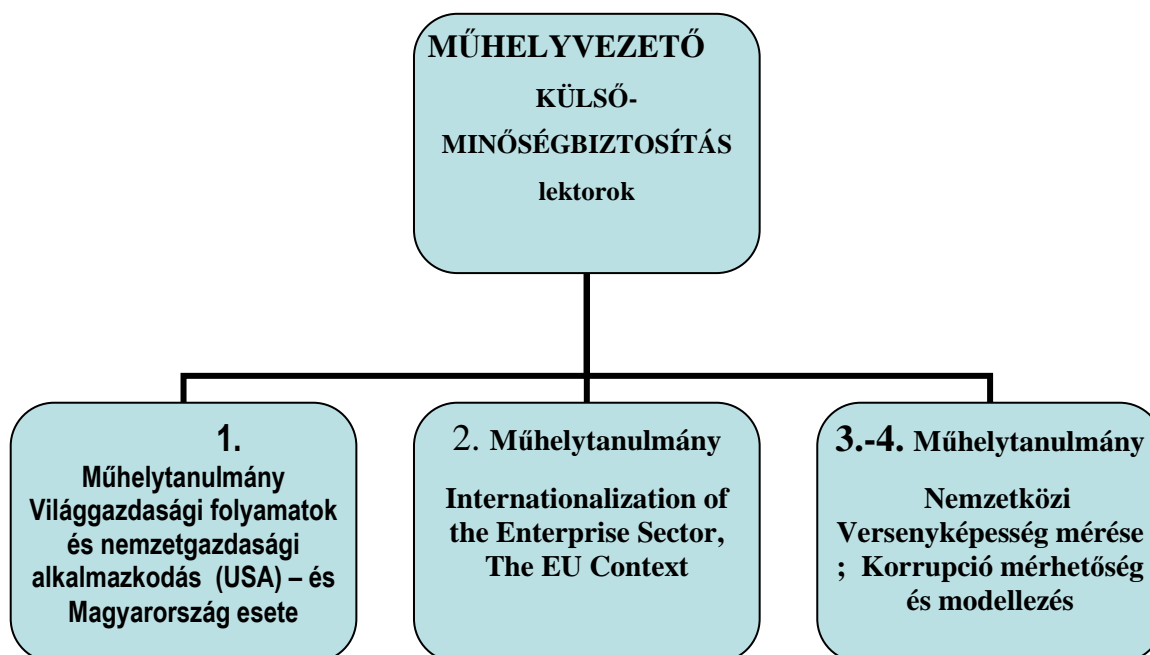 MŰHELYVEZETŐ
KÜLSŐ-
MINŐSÉGBIZTOSÍTÁS
lektorok
1.
Műhelytanulmány
Világgazdasági folyamatok
és nemzetgazdasági
alkalmazkodás (USA) – és
Magyarország esete
2. Műhelytanulmány
Internationalization of
the Enterprise Sector,
The EU Context
3.-4. Műhelytanulmány
Nemzetközi
Versenyképesség mérése
; Korrupció mérhetőség
és modellezés